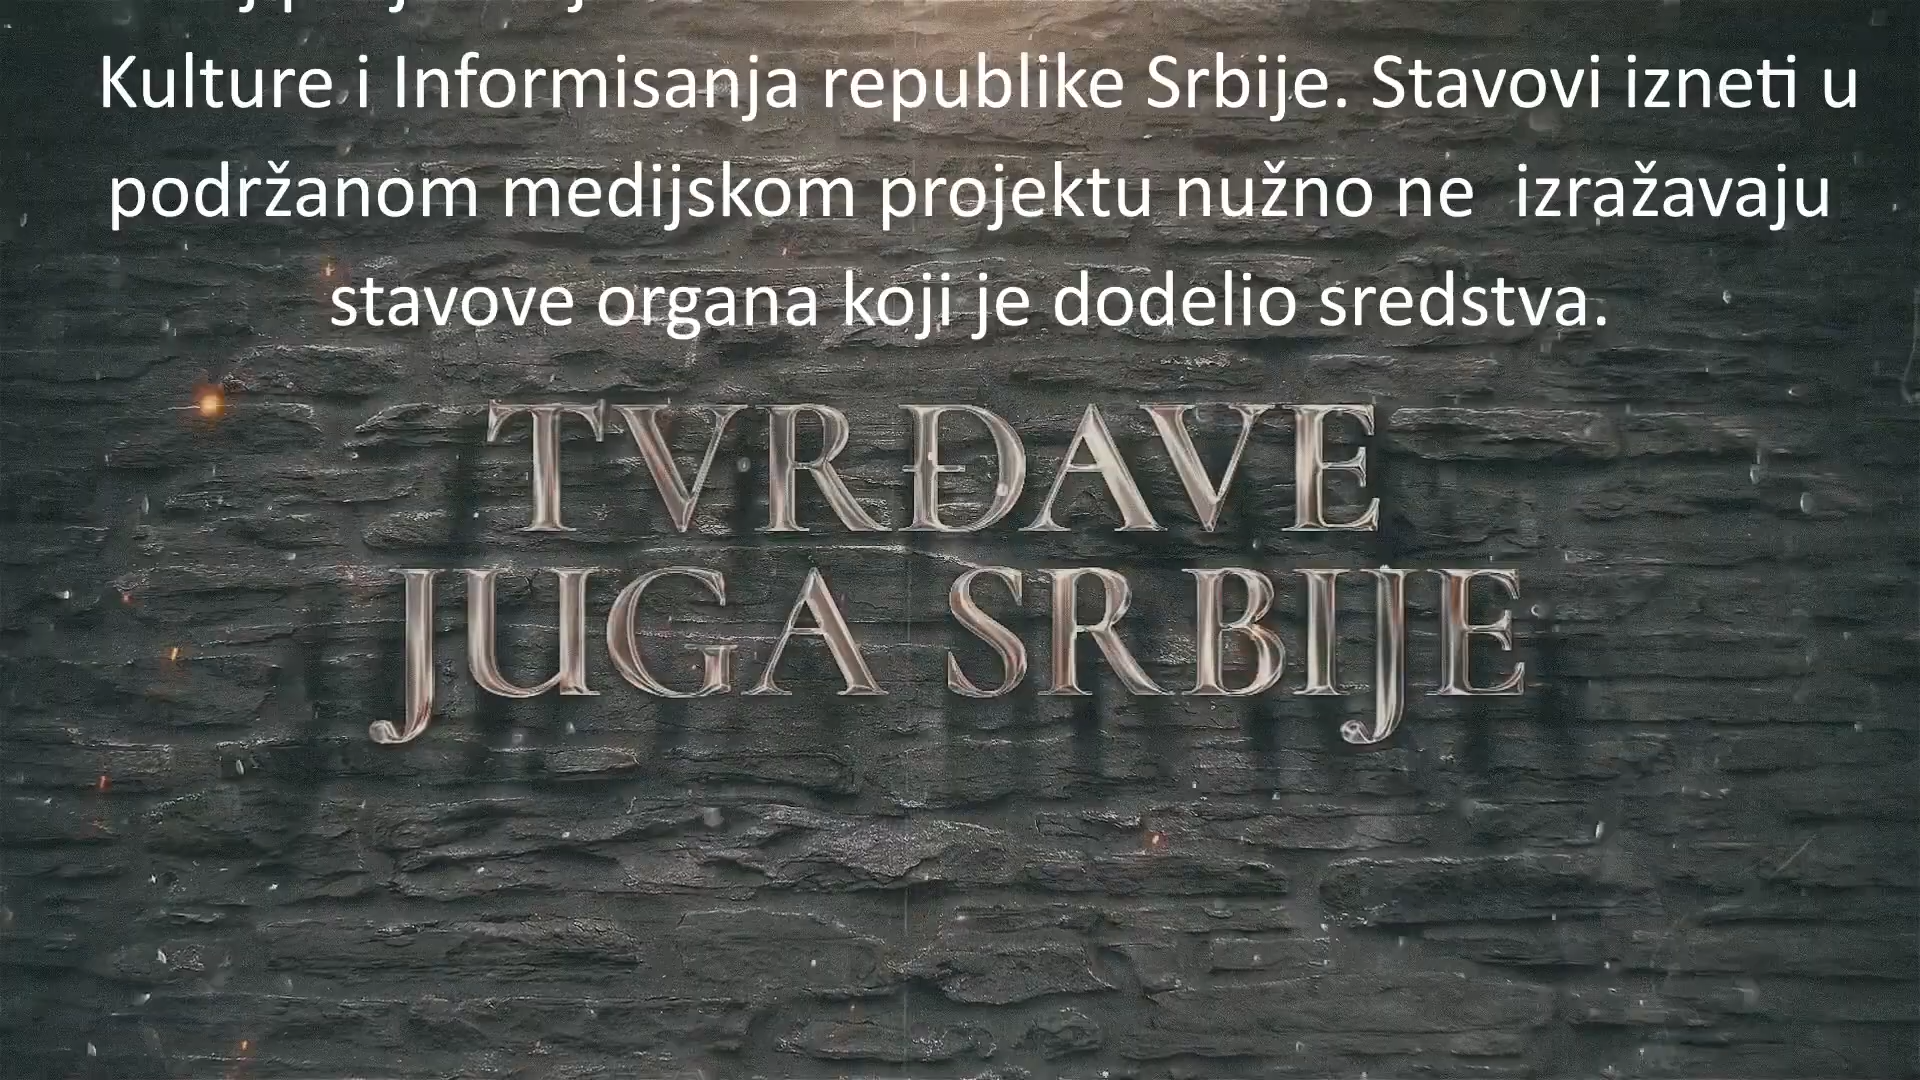 Kulture i Informisanja republike Srbije. Stavovi izneti u
podržanom medijskom projektu nužno ne izražavaju
stavove organa koji je dodelio sredstva.
TVRĐAVE
JUGA SRBIJE